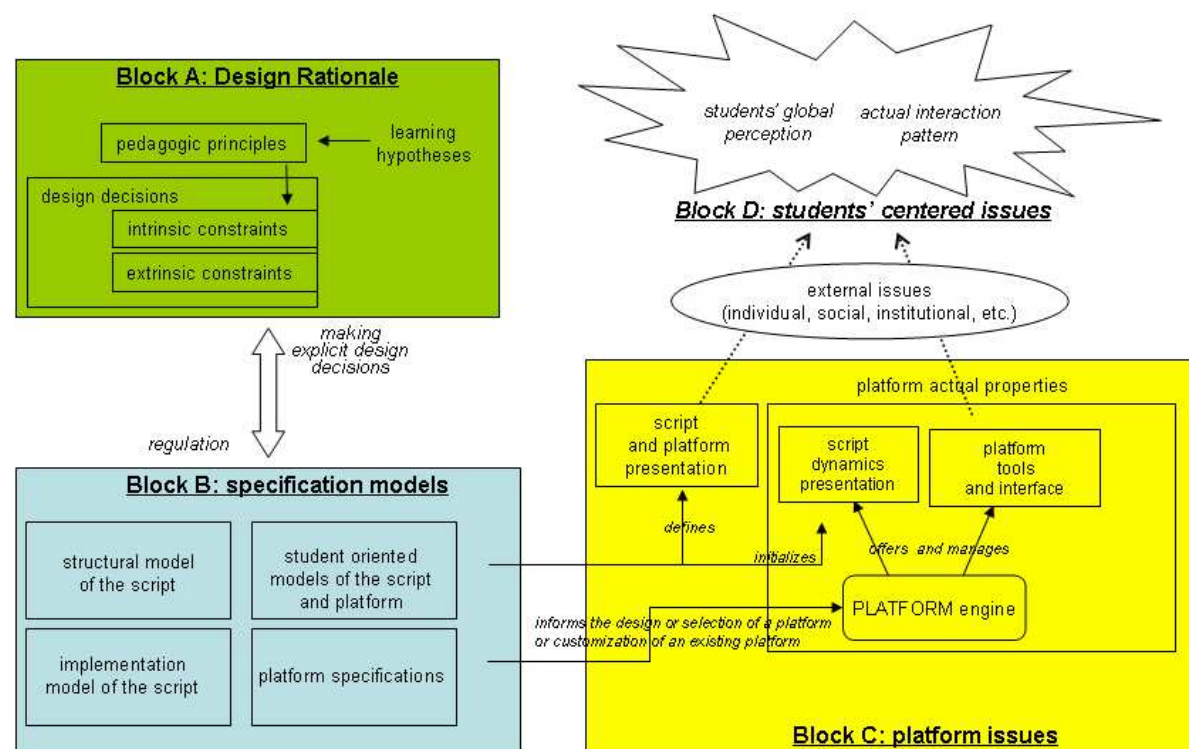 Block A: Design Rationale
pedagogic principles
learning
hypotheses
design decisions
intrinsic constraints
extrinsic constraints
making
explicit design
decisions
regulation
Block B: specification models
structural model
of the script
student oriented
models of the script
and platform
implementation
model of the script
platform specifications
students' global
perception
actual interaction
pattern
Block D: students' centered issues
external issues
(individual, social, institutional, etc.)
platform actual properties
script
and platform
presentation
script
dynamics
presentation
platform
tools
and interface
defines
initializes
offers and manages
PLATFORM engine
informs the design or selection of a platform
or customization of an existing platform
Block C: platform issues